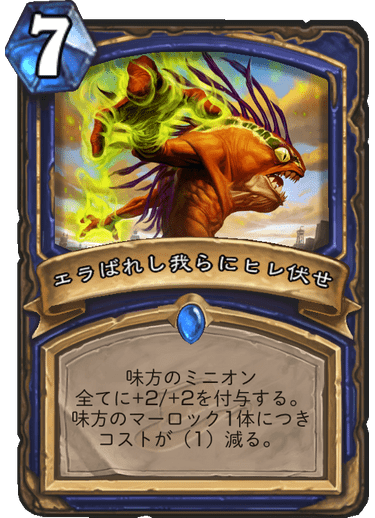 7
エラばれし我らにヒレ伏せ
味方のミニオン
全てに+2/+2を付与する。
味方のマーロック1体につき
コストが（1）減る。